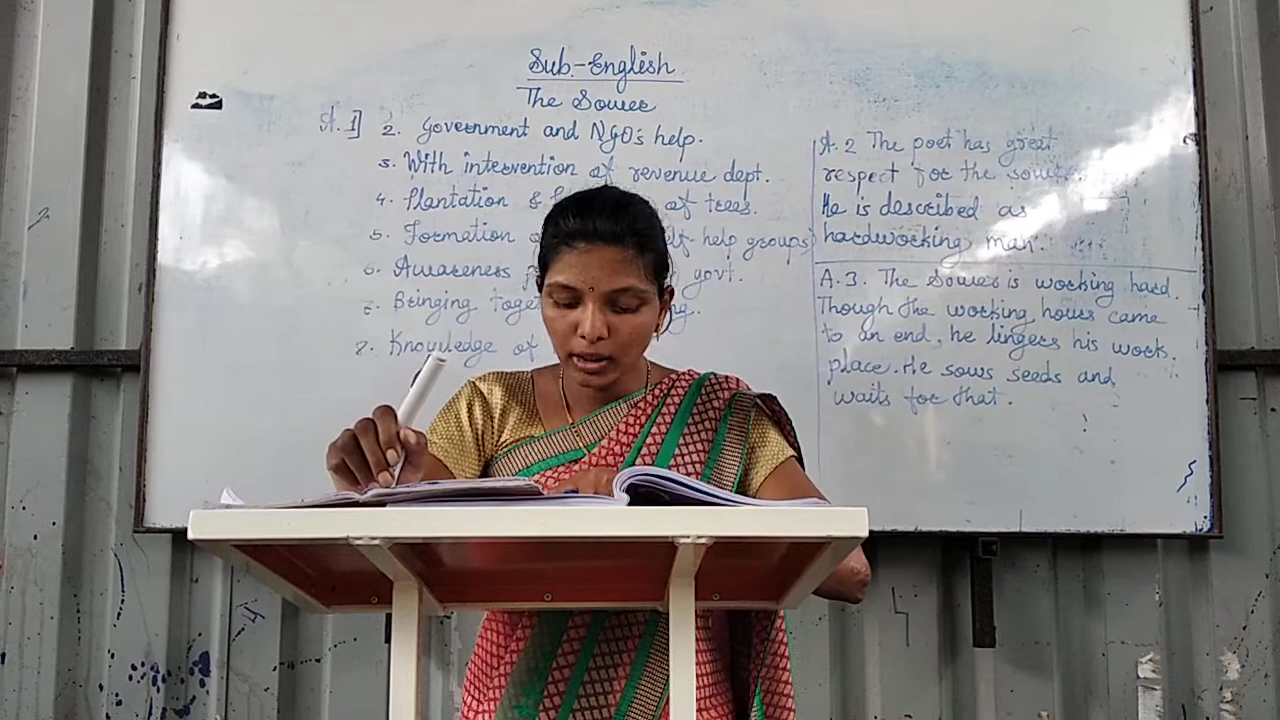 Sub-English
The Sower
A.1] 2. Government and NGO's help.
3. With intervention of revenue dept.
4. Plantation & of trees.
5. Formation help groups)
6. Awareness govt.
7. Bringing
8. Knowledge of
A.2 The poet has great
respect for the sower.
He is described as
hardworking man.
A.3. The Sower is working hard.
Though the working hours came
to an end, he lingers his work
place. He sows seeds and
waits for that.